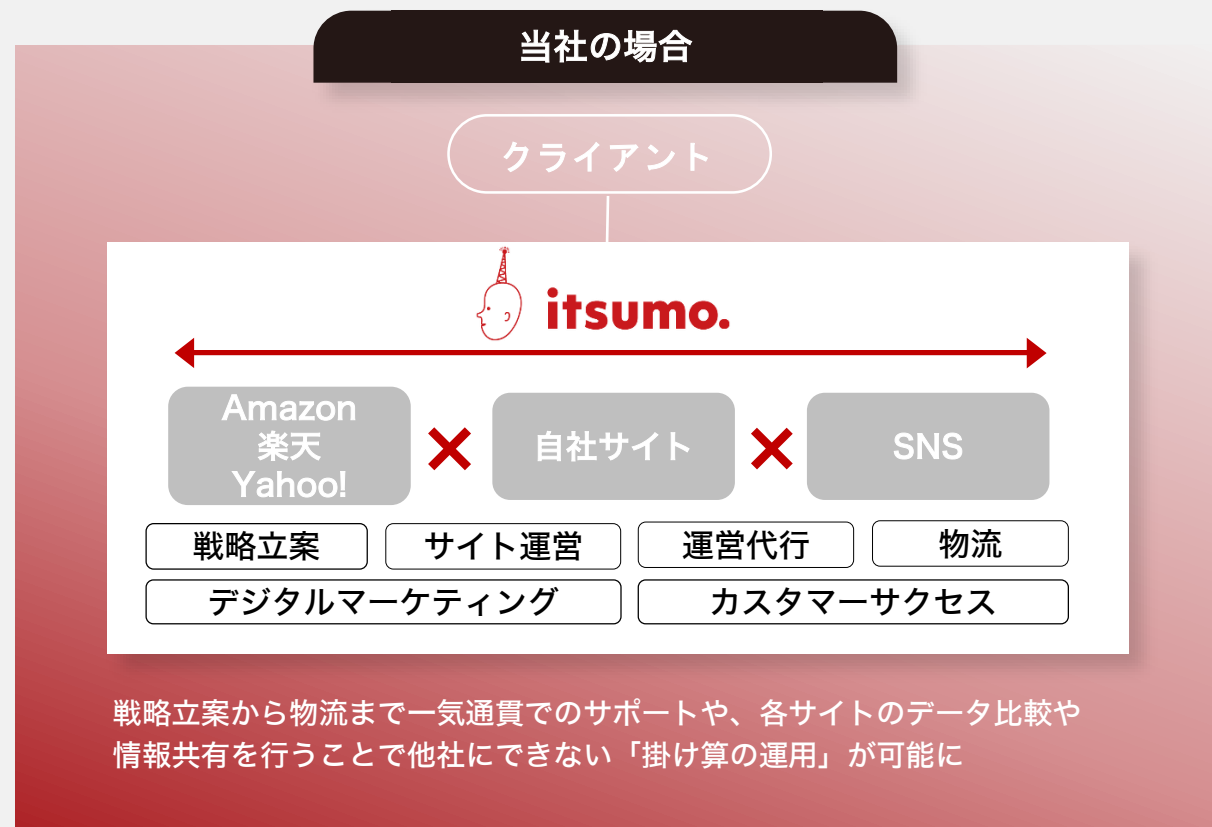 当社の場合
クライアント
itsumo.
Amazon
楽天
Yahoo!
×
自社サイト
×
SNS
戦略立案
サイト運営
運営代行
物流
デジタルマーケティング
カスタマーサクセス
戦略立案から物流まで一気通貫でのサポートや、各サイトのデータ比較や
情報共有を行うことで他社にできない「掛け算の運用」が可能に